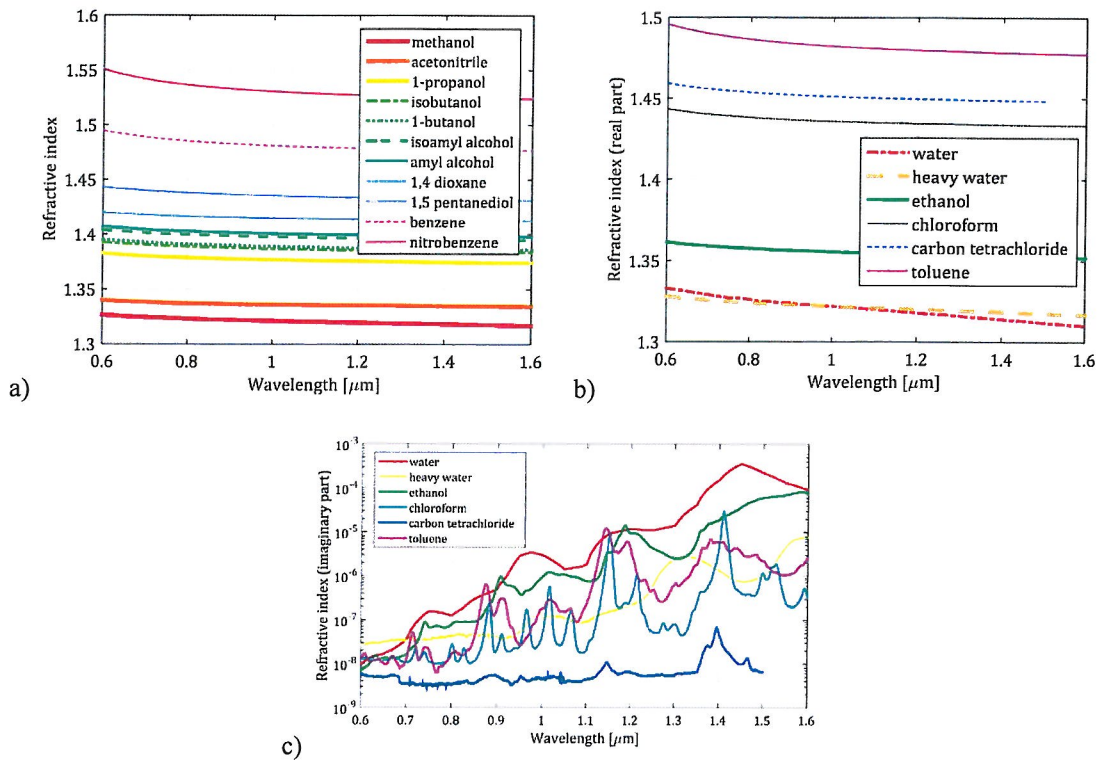 1.6
1.55
1.5
1.45
1.4
1.35
1.3
0.6 0.8 1 1.2 1.4 1.6
Refractive index
Wavelength [μm]
methanol
acetonitrile
1-propanol
isobutanol
1-butanol
isoamyl alcohol
amyl alcohol
1,4 dioxane
1,5 pentanediol
benzene
nitrobenzene
a)
1.5
1.45
1.4
1.35
1.3
0.6 0.8 1 1.2 1.4 1.6
Refractive index (real part)
Wavelength [μm]
water
heavy water
ethanol
chloroform
carbon tetrachloride
toluene
b)
10-3
10-4
10-5
10-6
10-7
10-8
10-9
0.6 0.7 0.8 0.9 1 1.1 1.2 1.3 1.4 1.5 1.6
Refractive index (imaginary part)
Wavelength [μm]
water
heavy water
ethanol
chloroform
carbon tetrachloride
toluene
c)